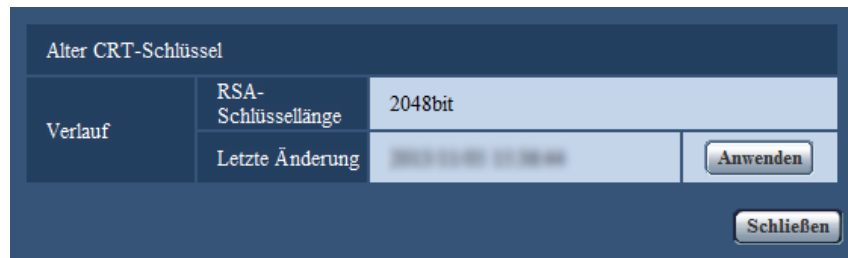 Alter CRT-Schlüssel
Verlauf
RSA-
Schlüssellänge
2048bit
Letzte Änderung
Anwenden
Schließen